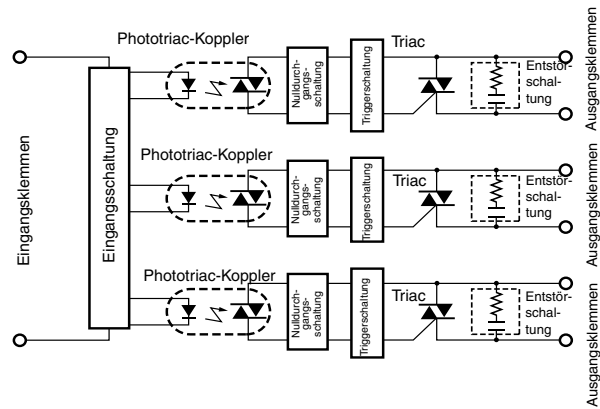 Eingangsklemmen
Eingangsschaltung
Phototriac-Koppler
Nulldurch-
gangs-
schaltung
Triggerschaltung
Triac
Entstör-
schal-
tung
Ausgangsklemmen
Phototriac-Koppler
Nulldurch-
gangs-
schaltung
Triggerschaltung
Triac
Entstör-
schal-
tung
Ausgangsklemmen
Phototriac-Koppler
Nulldurch-
gangs-
schaltung
Triggerschaltung
Triac
Entstör-
schal-
tung
Ausgangsklemmen